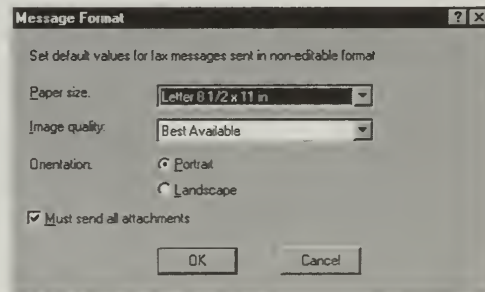 Message Format
Set default values for fax messages sent in non-editable format
Paper size: Letter 8 1/2 x 11 in
Image quality: Best Available
Orientation: Portrait
Landscape
Must send all attachments
OK Cancel